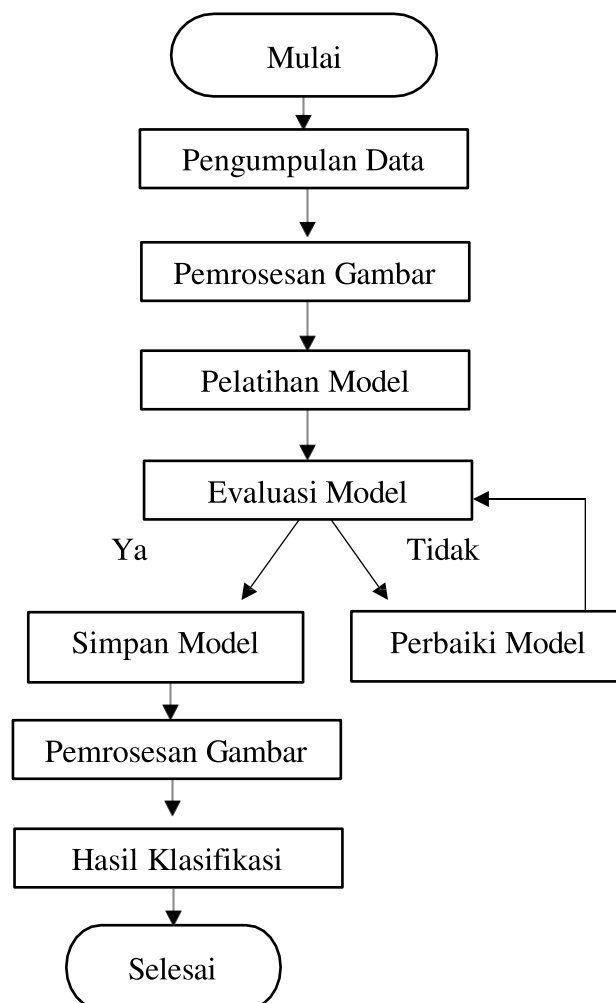 Mulai
Pengumpulan Data
Pemrosesan Gambar
Pelatihan Model
Evaluasi Model
Ya
Tidak
Simpan Model
Perbaiki Model
Pemrosesan Gambar
Hasil Klasifikasi
Selesai